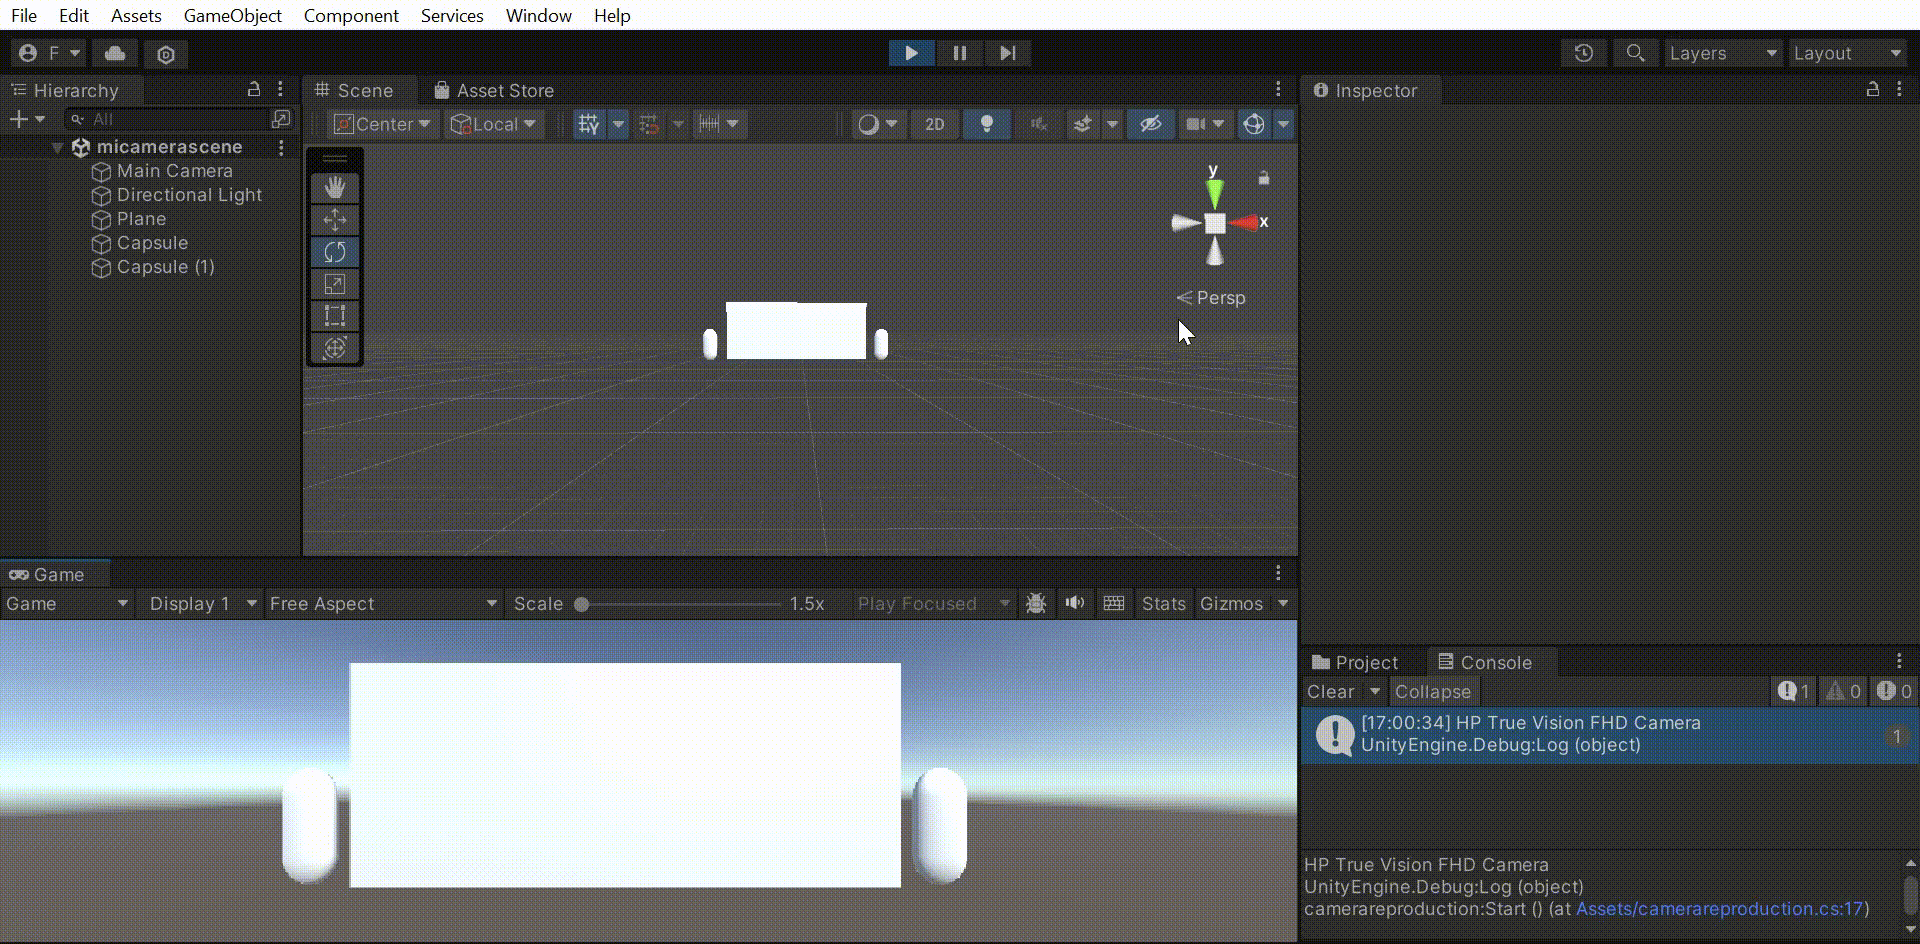 File Edit Assets GameObject Component Services Window Help
F Layers Layout
Hierarchy
All
micamerascene
Main Camera
Directional Light
Plane
Capsule
Capsule (1)
Scene Asset Store
Center Local 2D
y
x
Persp
Inspector
Game
Game Display 1 Free Aspect Scale 1.5x Play Focused Stats Gizmos
Project Console
Clear Collapse 1 0 0
[17:00:34] HP True Vision FHD Camera
UnityEngine.Debug:Log (object)
1
HP True Vision FHD Camera
UnityEngine.Debug:Log (object)
camerareproduction:Start () (at Assets/camerareproduction.cs:17)